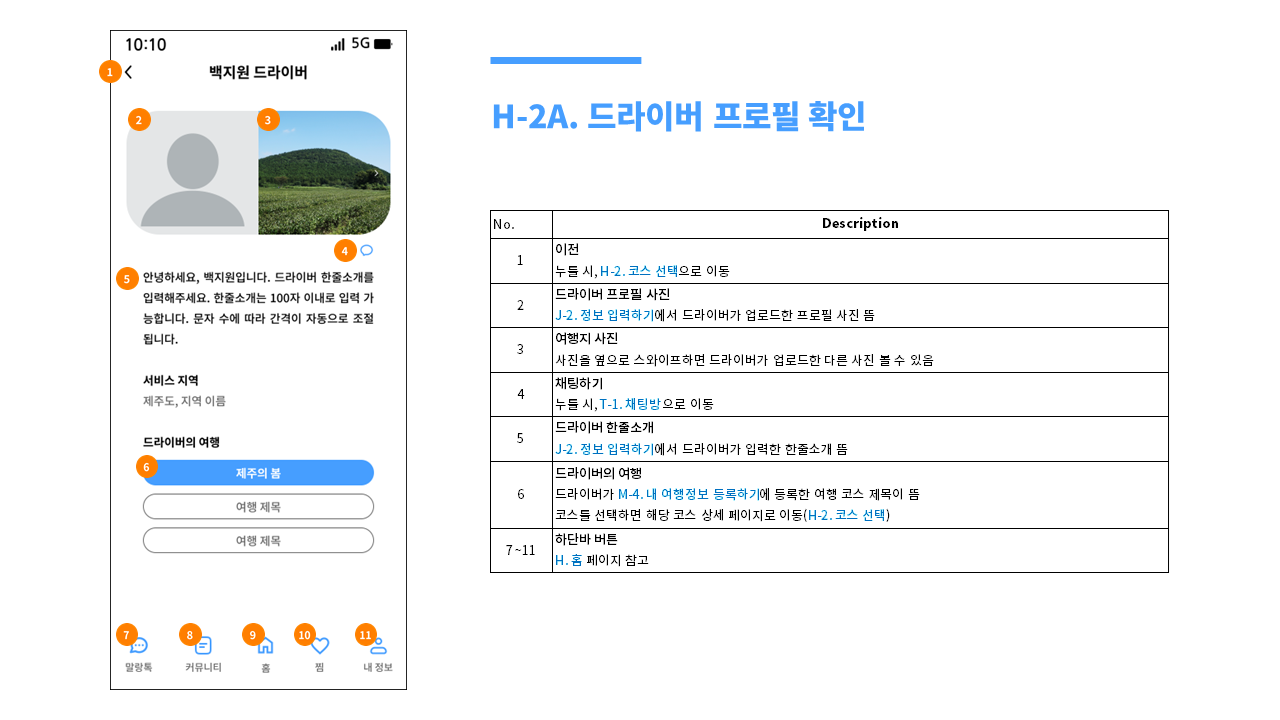 10:10
5G
1
백지원 드라이버
2
3
4
5
안녕하세요, 백지원입니다. 드라이버 한줄소개를
입력해주세요. 한줄소개는 100자 이내로 입력 가
능합니다. 문자 수에 따라 간격이 자동으로 조절
됩니다.
서비스 지역
제주도, 지역 이름
드라이버의 여행
6
제주의 봄
여행 제목
여행 제목
7
8
9
10
11
말랑톡
커뮤니티
홈
찜
내 정보
H-2A. 드라이버 프로필 확인
No.
Description
1
이전
누를 시, H-2. 코스 선택으로 이동
2
드라이버 프로필 사진
J-2. 정보 입력하기에서 드라이버가 업로드한 프로필 사진 뜸
3
여행지 사진
사진을 옆으로 스와이프하면 드라이버가 업로드한 다른 사진 볼 수 있음
4
채팅하기
누를 시, T-1. 채팅방으로 이동
5
드라이버 한줄소개
J-2. 정보 입력하기에서 드라이버가 입력한 한줄소개 뜸
6
드라이버의 여행
드라이버가 M-4. 내 여행정보 등록하기에 등록한 여행 코스 제목이 뜸
코스를 선택하면 해당 코스 상세 페이지로 이동(H-2. 코스 선택)
7~11
하단바 버튼
H. 홈 페이지 참고